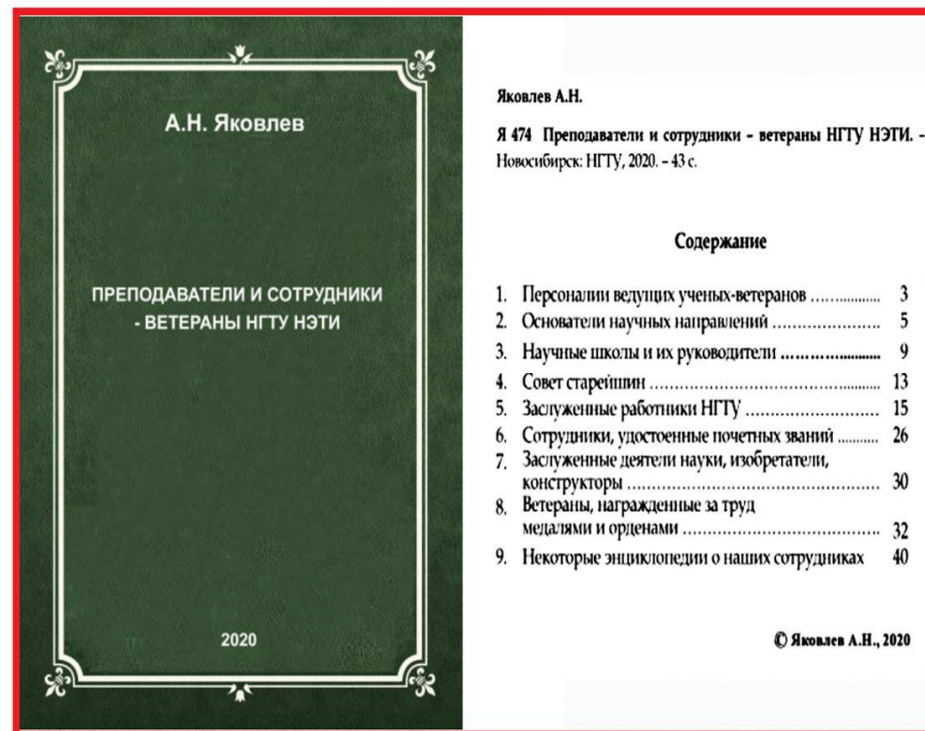 А.Н. Яковлев
ПРЕПОДАВАТЕЛИ И СОТРУДНИКИ
- ВЕТЕРАНЫ НГТУ НЭТИ
2020
Яковлев А.Н.
Я 474 Преподаватели и сотрудники – ветераны НГТУ НЭТИ. –
Новосибирск: НГТУ, 2020. – 43 с.
Содержание
1. Персоналии ведущих ученых-ветеранов .................. 3
2. Основатели научных направлений ........................ 5
3. Научные школы и их руководители ...................... 9
4. Совет старейшин ............................................. 13
5. Заслуженные работники НГТУ ............................ 15
6. Сотрудники, удостоенные почетных званий ........... 26
7. Заслуженные деятели науки, изобретатели,
конструкторы ................................................ 30
8. Ветераны, награжденные за труд
медалями и орденами ....................................... 32
9. Некоторые энциклопедии о наших сотрудниках 40
© Яковлев А.Н., 2020